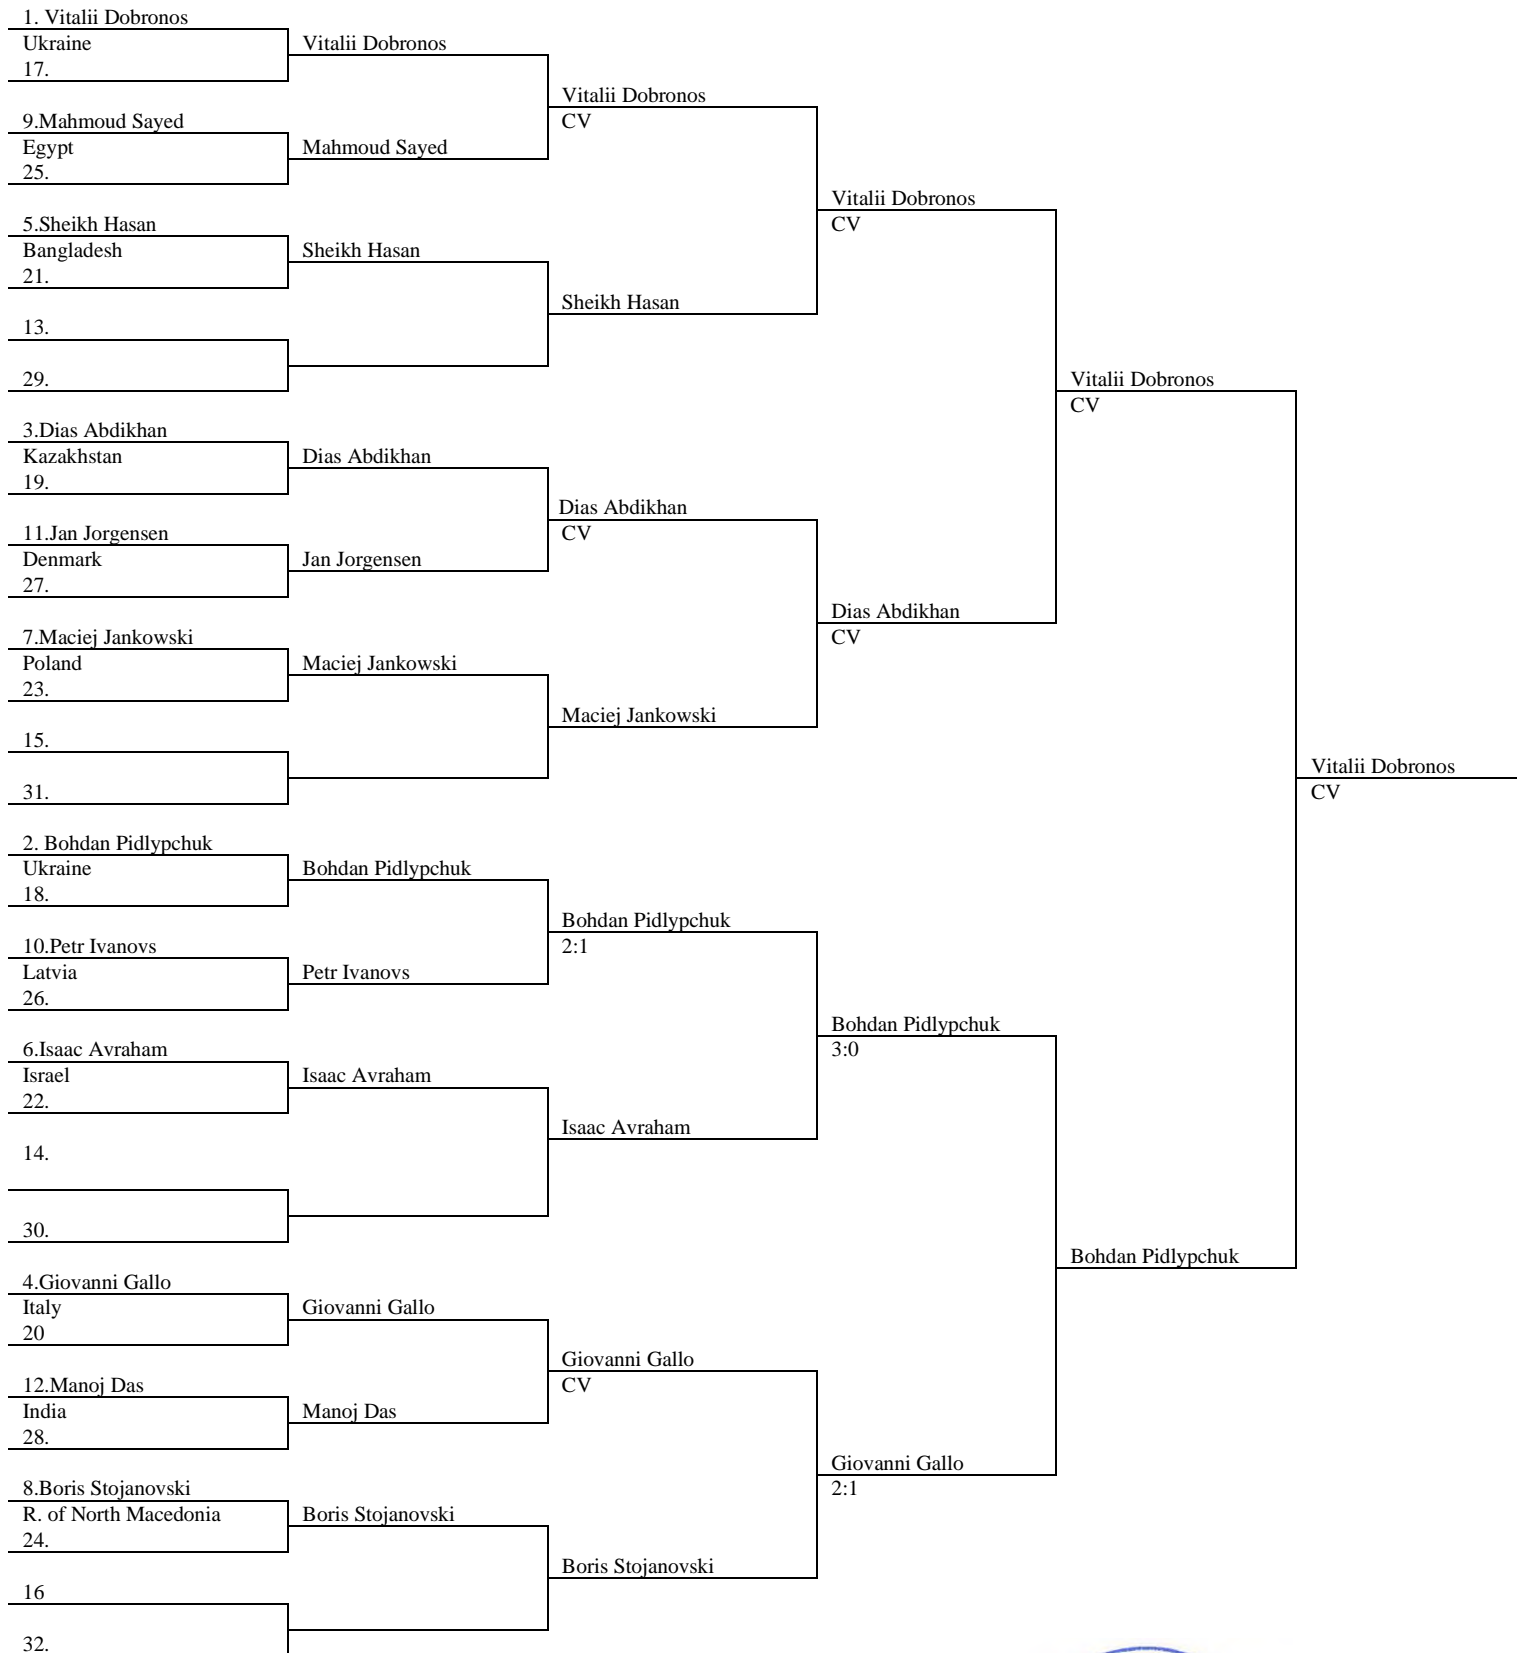 1. Vitalii Dobronos
Ukraine
17.
9.Mahmoud Sayed
Egypt
25.
5.Sheikh Hasan
Bangladesh
21.
13.
29.
3.Dias Abdikhan
Kazakhstan
19.
11.Jan Jorgensen
Denmark
27.
7.Maciej Jankowski
Poland
23.
15.
31.
2. Bohdan Pidlypchuk
Ukraine
18.
10.Petr Ivanovs
Latvia
26.
6.Isaac Avraham
Israel
22.
14.
30.
4.Giovanni Gallo
Italy
20
12.Manoj Das
India
28.
8.Boris Stojanovski
R. of North Macedonia
24.
16
32.
Vitalii Dobronos
Mahmoud Sayed
Sheikh Hasan
Dias Abdikhan
Jan Jorgensen
Maciej Jankowski
Bohdan Pidlypchuk
Petr Ivanovs
Isaac Avraham
Giovanni Gallo
Manoj Das
Boris Stojanovski
Vitalii Dobronos
CV
Sheikh Hasan
Dias Abdikhan
CV
Maciej Jankowski
Bohdan Pidlypchuk
2:1
Isaac Avraham
Giovanni Gallo
CV
Boris Stojanovski
Vitalii Dobronos
CV
Dias Abdikhan
CV
Bohdan Pidlypchuk
3:0
Giovanni Gallo
2:1
Vitalii Dobronos
CV
Bohdan Pidlypchuk
Vitalii Dobronos
CV